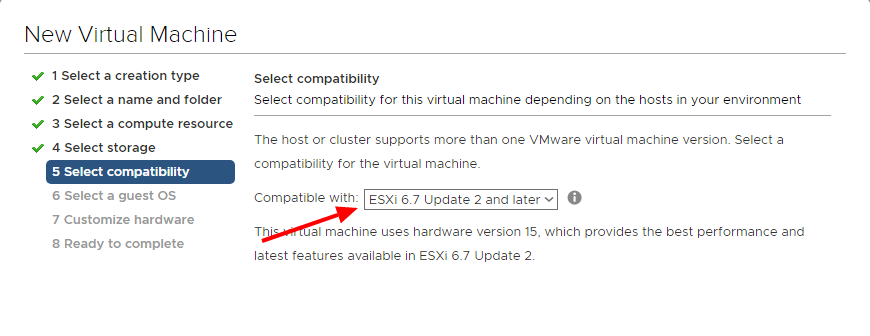 New Virtual Machine
1 Select a creation type
2 Select a name and folder
3 Select a compute resource
4 Select storage
5 Select compatibility
6 Select a guest OS
7 Customize hardware
8 Ready to complete
Select compatibility
Select compatibility for this virtual machine depending on the hosts in your environment
The host or cluster supports more than one VMware virtual machine version. Select a
compatibility for the virtual machine.
Compatible with: ESXi 6.7 Update 2 and later
This virtual machine uses hardware version 15, which provides the best performance and
latest features available in ESXi 6.7 Update 2.